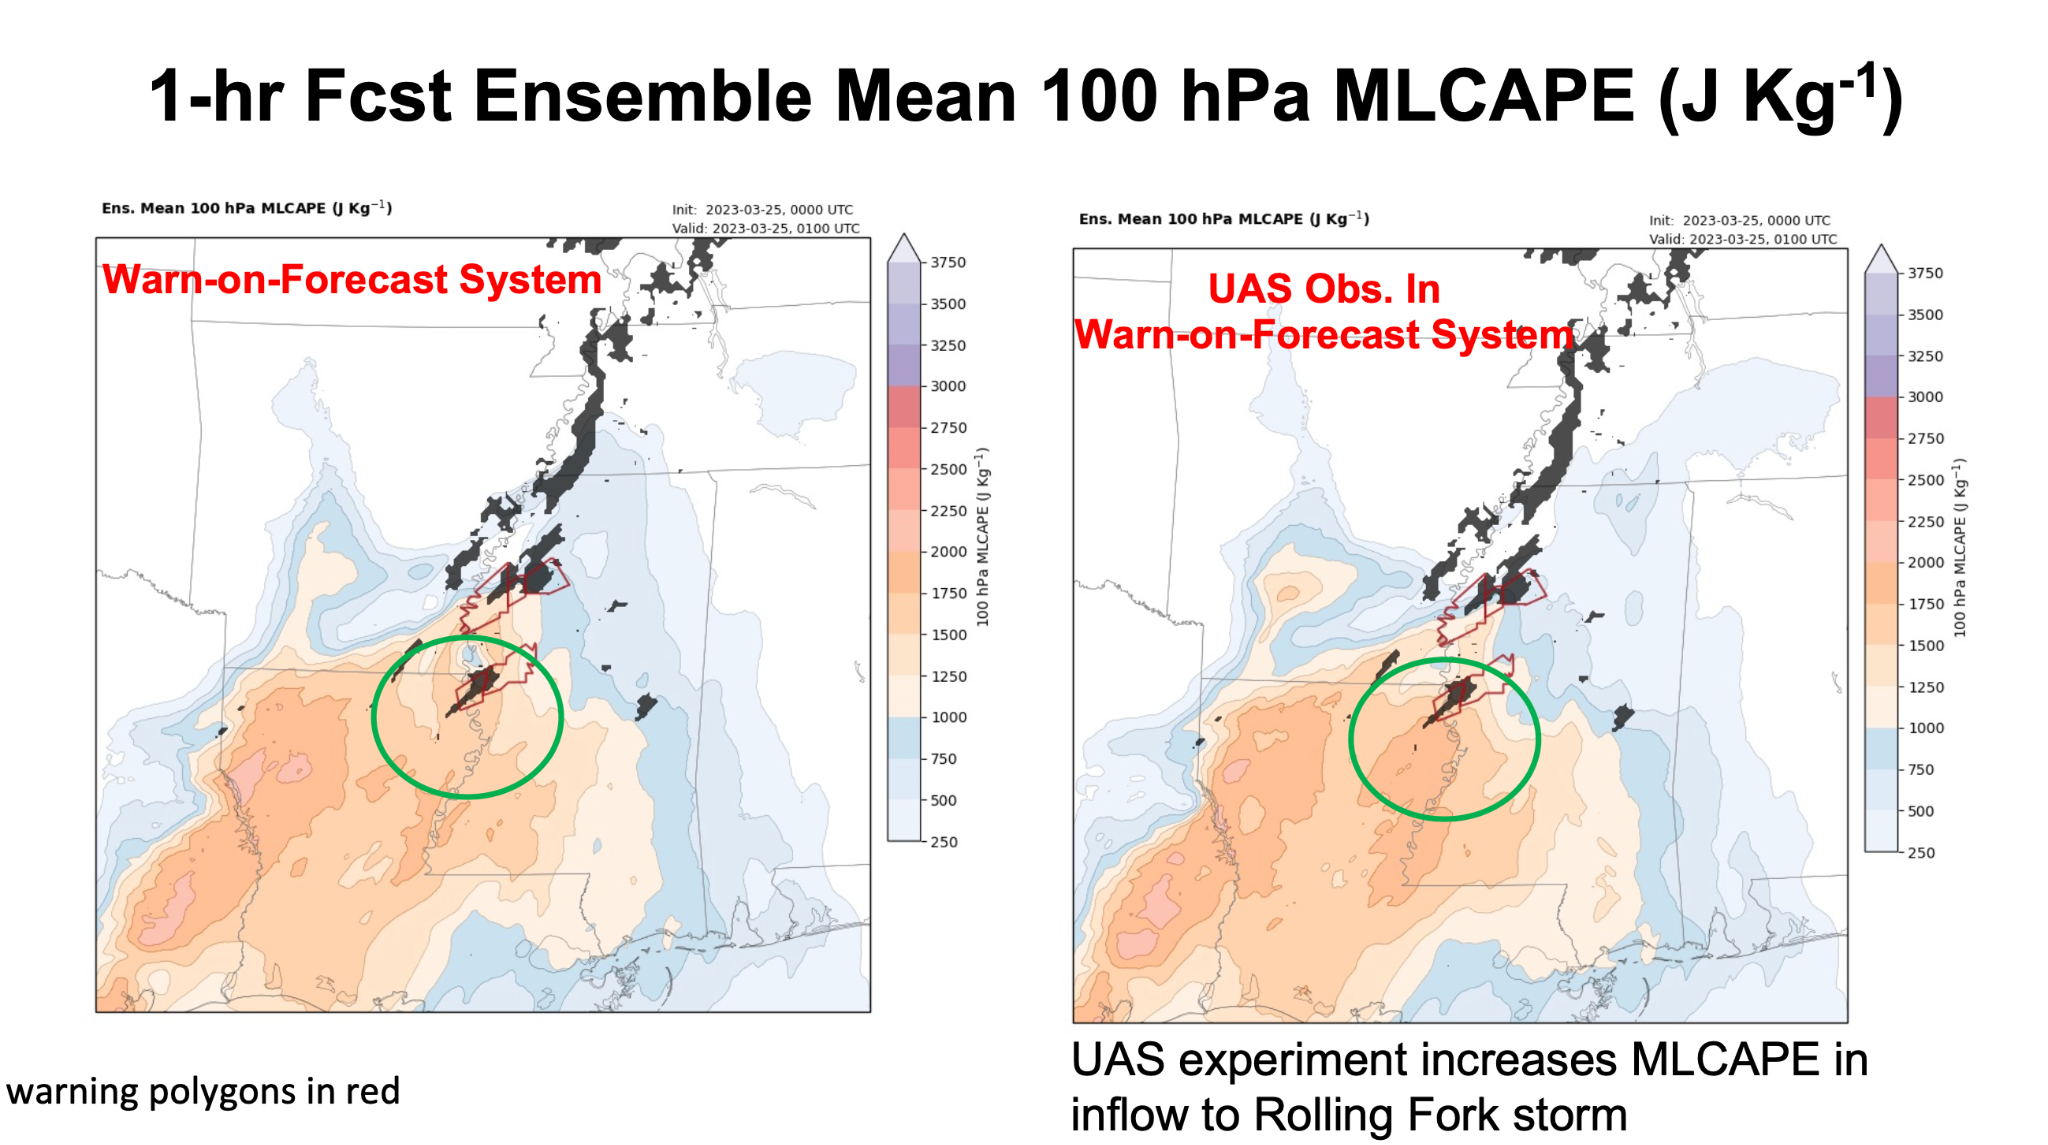 1-hr Fcst Ensemble Mean 100 hPa MLCAPE (J Kg-1)
Ens. Mean 100 hPa MLCAPE (J Kg−1)
Init: 2023-03-25, 0000 UTC
Valid: 2023-03-25, 0100 UTC
Warn-on-Forecast System
3750
3500
3250
3000
2750
2500
2250
2000
1750
1500
1250
1000
750
500
250
100 hPa MLCAPE (J Kg−1)
Ens. Mean 100 hPa MLCAPE (J Kg−1)
Init: 2023-03-25, 0000 UTC
Valid: 2023-03-25, 0100 UTC
UAS Obs. In
Warn-on-Forecast System
3750
3500
3250
3000
2750
2500
2250
2000
1750
1500
1250
1000
750
500
250
100 hPa MLCAPE (J Kg−1)
warning polygons in red
UAS experiment increases MLCAPE in
inflow to Rolling Fork storm